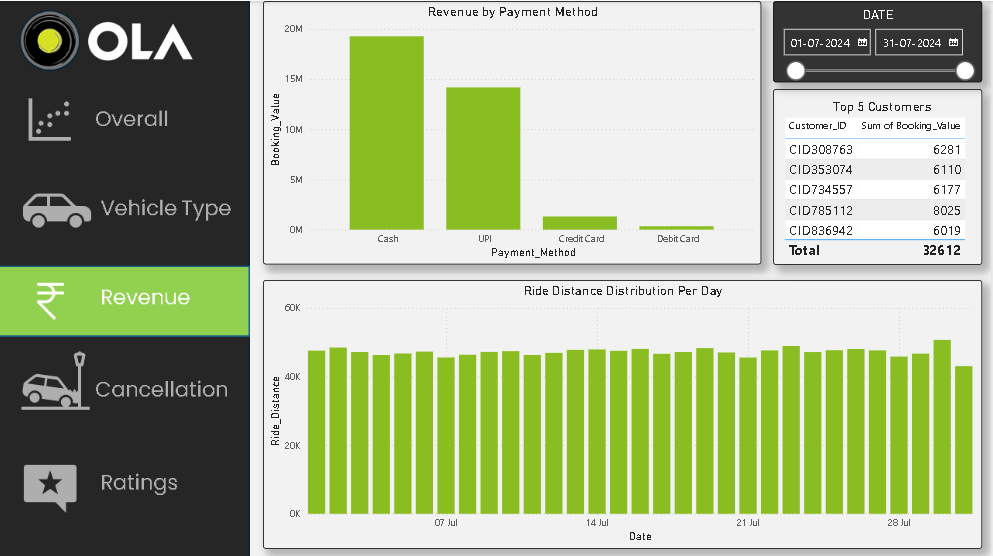 OLA
Overall
Vehicle Type
Revenue
Cancellation
Ratings
Revenue by Payment Method
20M
15M
10M
5M
0M
Booking_Value
Cash UPI Credit Card Debit Card
Payment_Method
DATE
01-07-2024 31-07-2024
Top 5 Customers
Customer_ID Sum of Booking_Value
CID308763 6281
CID353074 6110
CID734557 6177
CID785112 8025
CID836942 6019
Total 32612
Ride Distance Distribution Per Day
60K
40K
20K
0K
Ride_Distance
07 Jul 14 Jul 21 Jul 28 Jul
Date